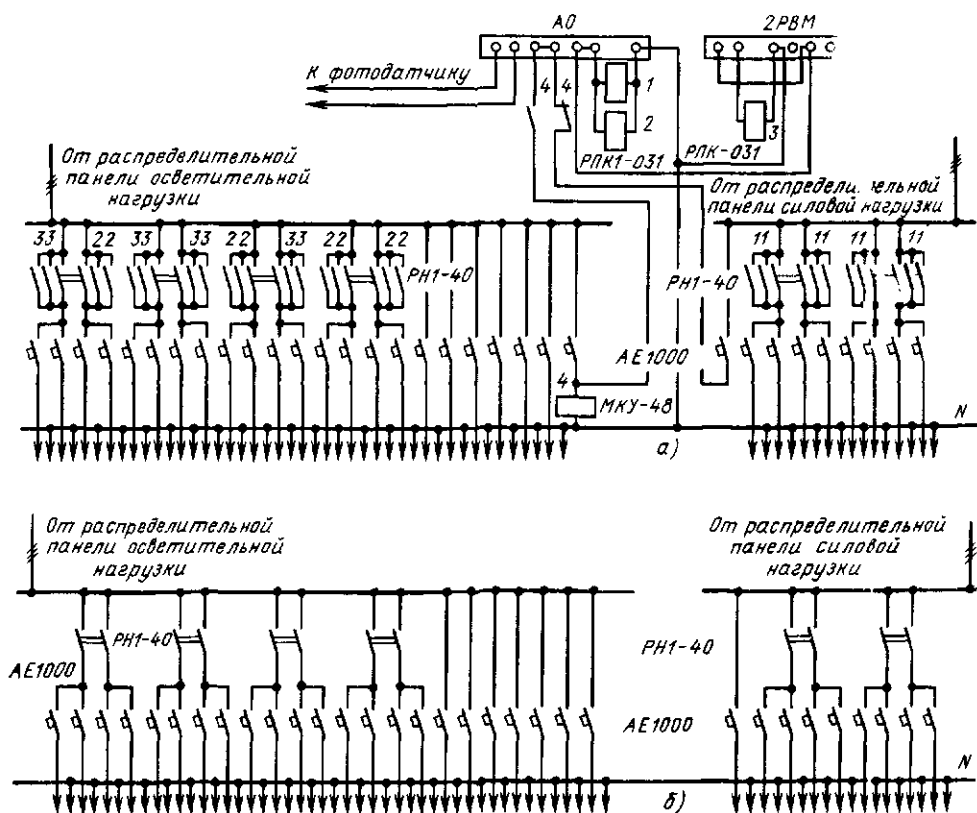 АО
2РВМ
К фотодатчику
4
4
1
2
3
РПК1-031
РПК-031
От распределительной
панели осветительной
нагрузки
От распредели. тельной
панели силовой нагрузки
33
22
33
33
22
33
22
22
РН1-40
РН1-40
11
11
11
11
АЕ1000
4
МКУ-48
N
а)
От распределительной
панели осветительной
нагрузки
От распределительной
панели силовой
нагрузки
РН1-40
РН1-40
АЕ1000
АЕ1000
N
б)